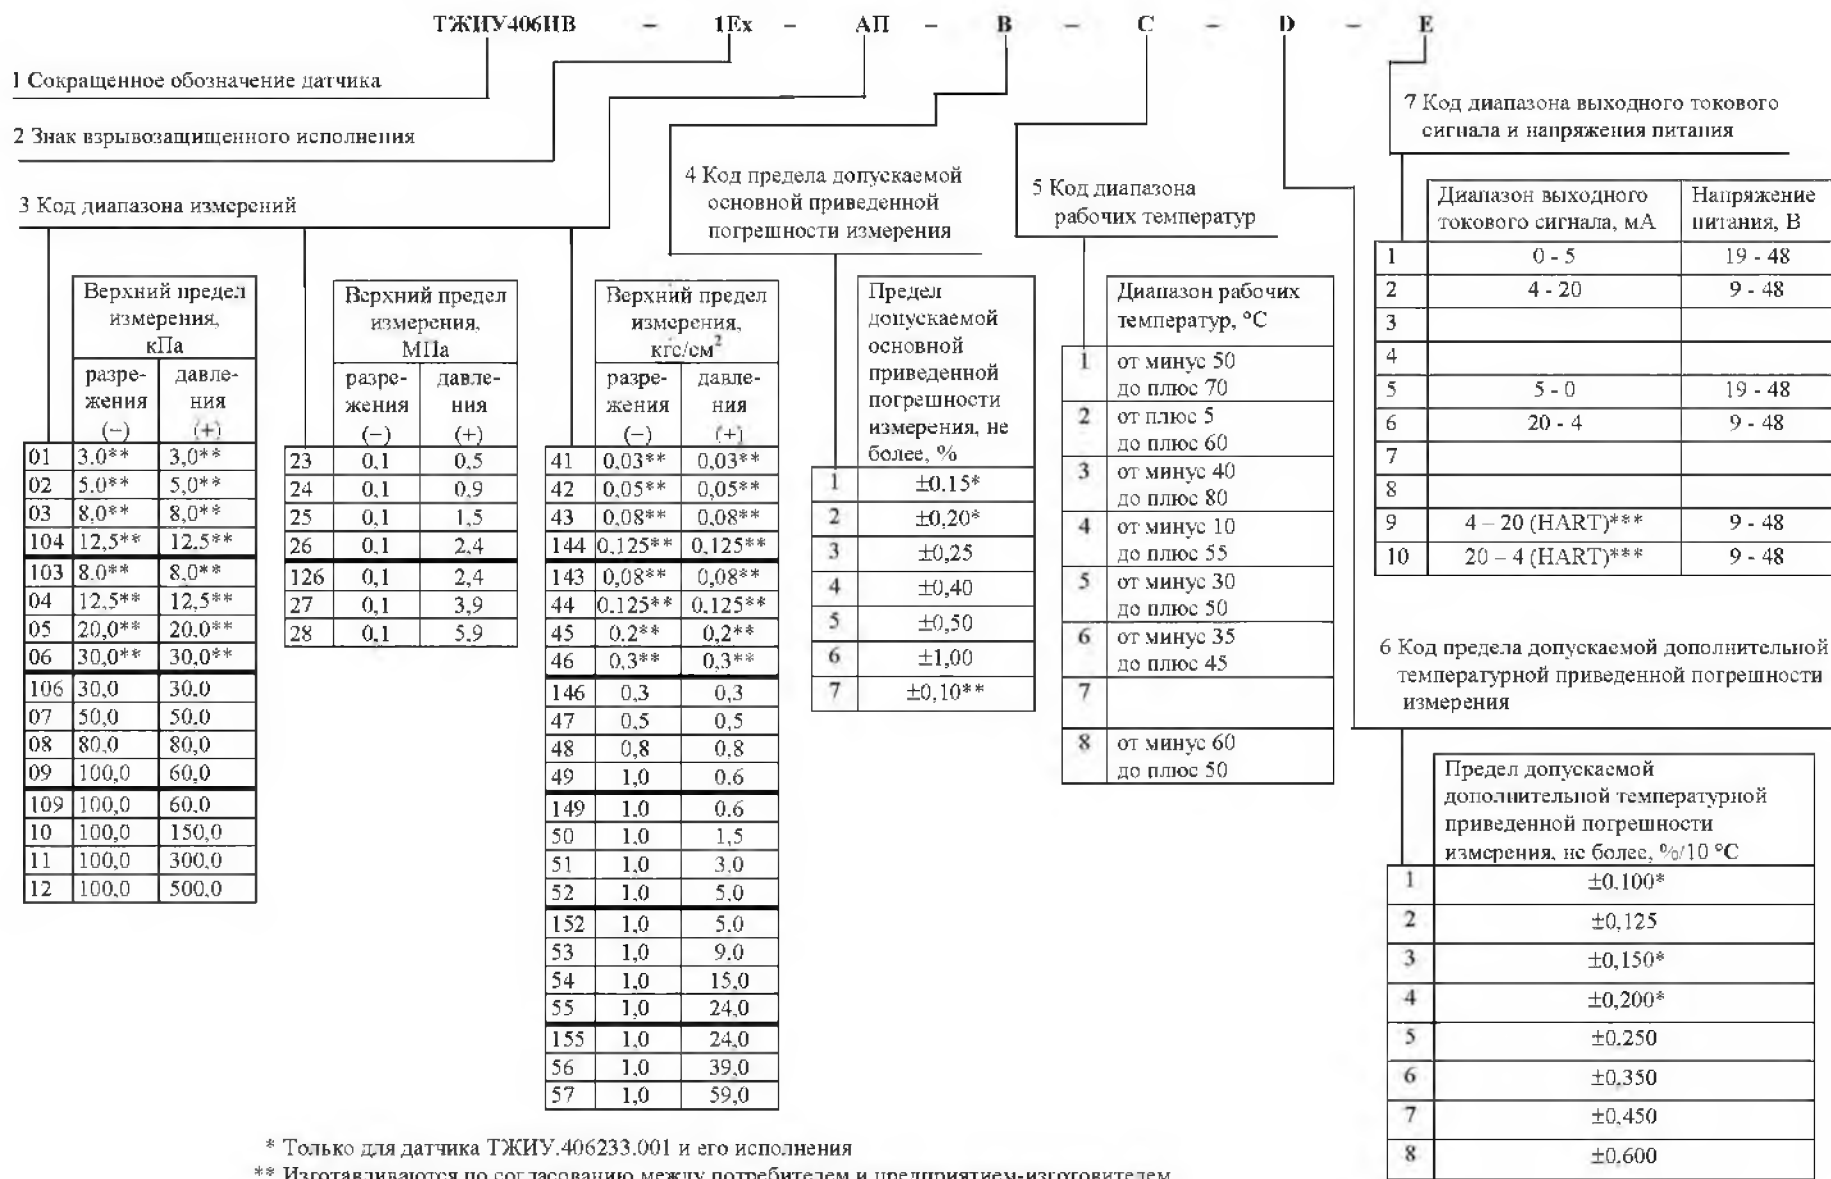 ТЖИУ406ИВ – 1Ex – АП – B – C – D – E
1 Сокращенное обозначение датчика
2 Знак взрывозащищенного исполнения
3 Код диапазона измерений
Верхний предел
измерения,
кПа
разре- давле-
жения ния
(−) (+)
01 3.0** 3,0**
02 5.0** 5,0**
03 8,0** 8,0**
104 12,5** 12.5**
103 8.0** 8,0**
04 12,5** 12,5**
05 20,0** 20.0**
06 30,0** 30,0**
106 30,0 30.0
07 50,0 50.0
08 80,0 80,0
09 100,0 60,0
109 100,0 60.0
10 100,0 150,0
11 100,0 300,0
12 100,0 500,0
Верхний предел
измерения,
МПа
разре- давле-
жения ния
(−) (+)
23 0,1 0,5
24 0,1 0,9
25 0,1 1,5
26 0,1 2,4
126 0,1 2,4
27 0,1 3,9
28 0,1 5.9
Верхний предел
измерения,
кгс/см²
разре- давле-
жения ния
(−) (+)
41 0,03** 0,03**
42 0,05** 0,05**
43 0,08** 0,08**
144 0,125** 0,125**
143 0,08** 0,08**
44 0.125** 0.125**
45 0.2** 0,2**
46 0,3** 0,3**
146 0,3 0,3
47 0,5 0,5
48 0,8 0,8
49 1,0 0.6
149 1.0 0.6
50 1.0 1,5
51 1,0 3,0
52 1,0 5,0
152 1,0 5.0
53 1,0 9.0
54 1,0 15,0
55 1,0 24,0
155 1,0 24,0
56 1,0 39,0
57 1,0 59,0
4 Код предела допускаемой
основной приведенной
погрешности измерения
Предел
допускаемой
основной
приведенной
погрешности
измерения, не
более, %
1 ±0.15*
2 ±0,20*
3 ±0,25
4 ±0,40
5 ±0,50
6 ±1,00
7 ±0,10**
5 Код диапазона
рабочих температур
Диапазон рабочих
температур, °С
1 от минус 50
до плюс 70
2 от плюс 5
до плюс 60
3 от минус 40
до плюс 80
4 от минус 10
до плюс 55
5 от минус 30
до плюс 50
6 от минус 35
до плюс 45
7
8 от минус 60
до плюс 50
7 Код диапазона выходного токового
сигнала и напряжения питания
Диапазон выходного Напряжение
токового сигнала, мА питания, В
1 0 - 5 19 - 48
2 4 - 20 9 - 48
3
4
5 5 - 0 19 - 48
6 20 - 4 9 - 48
7
8
9 4 – 20 (HART)*** 9 - 48
10 20 – 4 (HART)*** 9 - 48
6 Код предела допускаемой дополнительной
температурной приведенной погрешности
измерения
Предел допускаемой
дополнительной температурной
приведенной погрешности
измерения, не более, %/10 °С
1 ±0.100*
2 ±0,125
3 ±0,150*
4 ±0,200*
5 ±0.250
6 ±0,350
7 ±0,450
8 ±0.600
* Только для датчика ТЖИУ.406233.001 и его исполнения
** Изготавливаются по согласованию между потребителем и предприятием-изготовителем